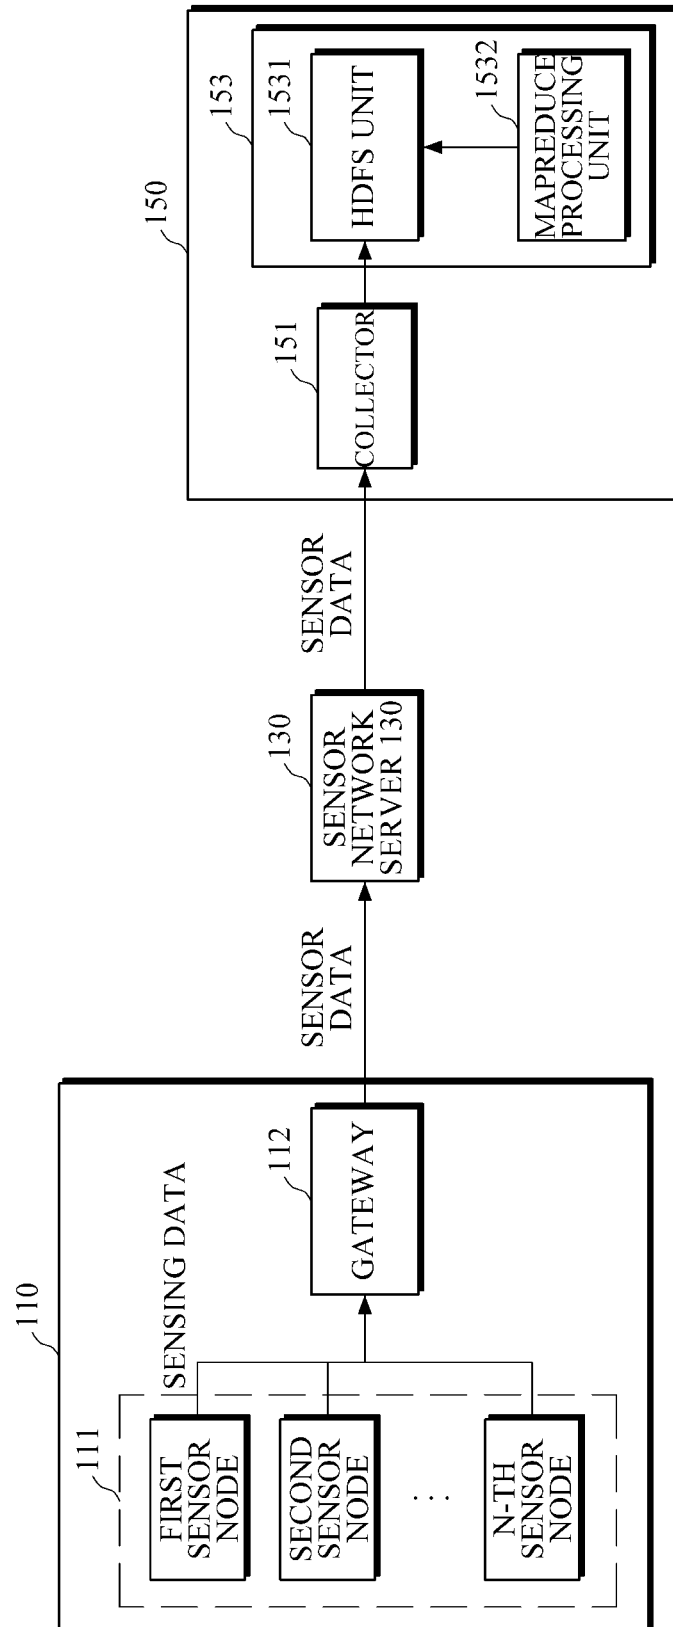 110
111
FIRST
SENSOR
NODE
SECOND
SENSOR
NODE
. . .
N-TH
SENSOR
NODE
SENSING DATA
112
GATEWAY
SENSOR
DATA
130
SENSOR
NETWORK
SERVER 130
SENSOR
DATA
150
151
COLLECTOR
153
1531
HDFS UNIT
1532
MAPREDUCE
PROCESSING
UNIT